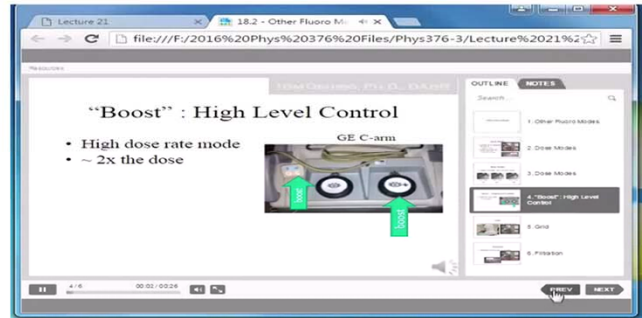 Lecture 21
18.2 - Other Fluoro Mo
file:///F:/2016%20Phys%20376%20Files/Phys376-3/Lecture%2021%2
Resources
OUTLINE
NOTES
Search...
“Boost” : High Level Control
• High dose rate mode
• ~ 2x the dose
GE C-arm
boost
boost
1. Other Fluoro Modes
2. Dose Modes
3. Dose Modes
4. "Boost" : High Level
Control
5. Grid
6. Filtration
4/6
00:02 / 00:26
PREV
NEXT